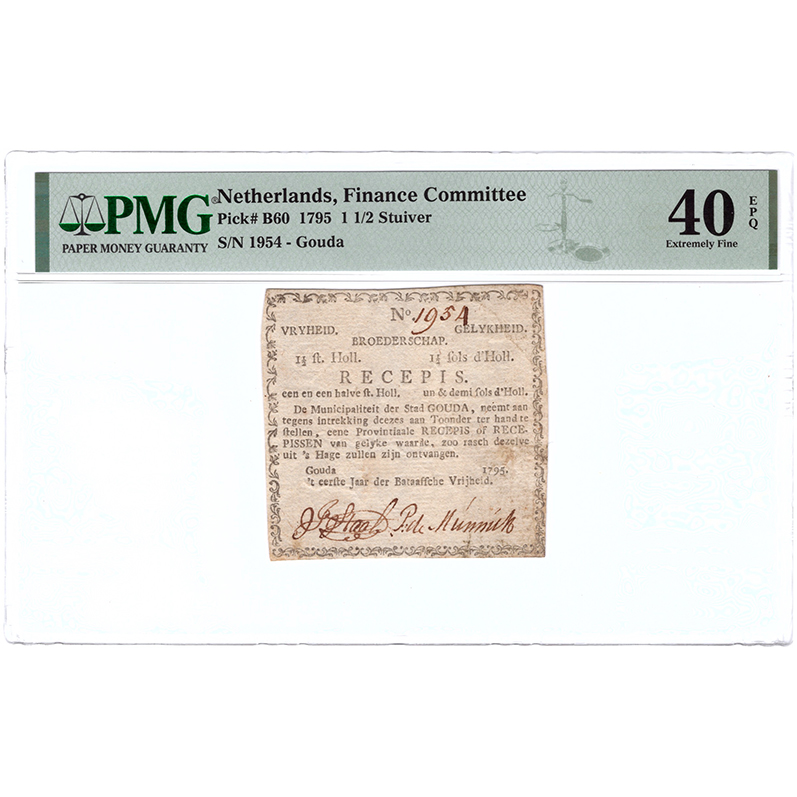 PMG®
PAPER MONEY GUARANTY
Netherlands, Finance Committee
Pick# B60 1795 1 1/2 Stuiver
S/N 1954 - Gouda
40 EPQ
Extremely Fine
No. 1954
VRYHEID. GELYKHEID.
BROEDERSCHAP.
1½ ſt. Holl. 1½ ſols d'Holl.
RECEPIS.
een en een halve ſt. Holl. un & demi ſols d'Holl.
De Municipaliteit der Stad GOUDA, neemt aan
tegens intrekking deezes aan Toonder ter hand te
ſtellen, eene Provintiaale RECEPIS of RECE-
PISSEN van gelyke waarde, zoo rasch dezelve
uit 's Hage zullen zijn ontvangen.
Gouda 1795.
't eerſte Jaar der Bataaſſche Vrijheid.
P. de Münnick